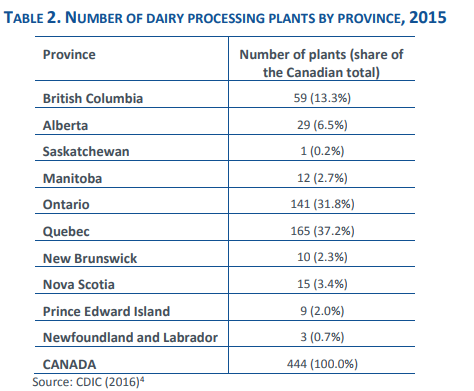 TABLE 2. NUMBER OF DAIRY PROCESSING PLANTS BY PROVINCE, 2015
Province Number of plants (share of
the Canadian total)
British Columbia 59 (13.3%)
Alberta 29 (6.5%)
Saskatchewan 1 (0.2%)
Manitoba 12 (2.7%)
Ontario 141 (31.8%)
Quebec 165 (37.2%)
New Brunswick 10 (2.3%)
Nova Scotia 15 (3.4%)
Prince Edward Island 9 (2.0%)
Newfoundland and Labrador 3 (0.7%)
CANADA 444 (100.0%)
Source: CDIC (2016)⁴